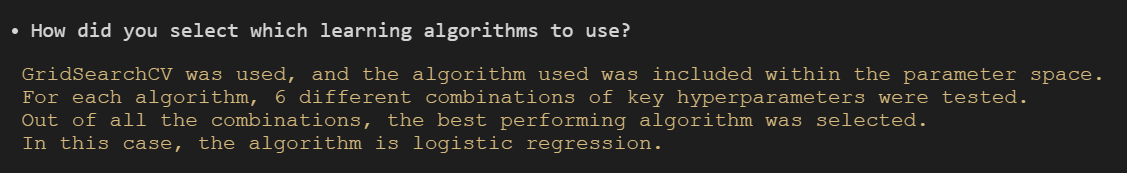 • How did you select which learning algorithms to use?
GridSearchCV was used, and the algorithm used was included within the parameter space.
For each algorithm, 6 different combinations of key hyperparameters were tested.
Out of all the combinations, the best performing algorithm was selected.
In this case, the algorithm is logistic regression.